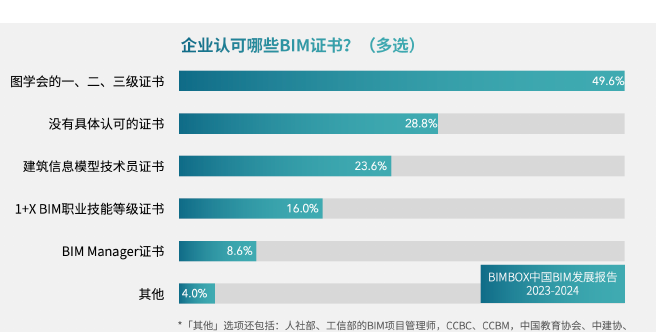 企业认可哪些BIM证书？（多选）
图学会的一、二、三级证书
49.6%
没有具体认可的证书
28.8%
建筑信息模型技术员证书
23.6%
1+X BIM职业技能等级证书
16.0%
BIM Manager证书
8.6%
其他
4.0%
BIMBOX中国BIM发展报告
2023-2024
*「其他」选项还包括：人社部、工信部的BIM项目管理师，CCBC、CCBM，中国教育协会、中建协、